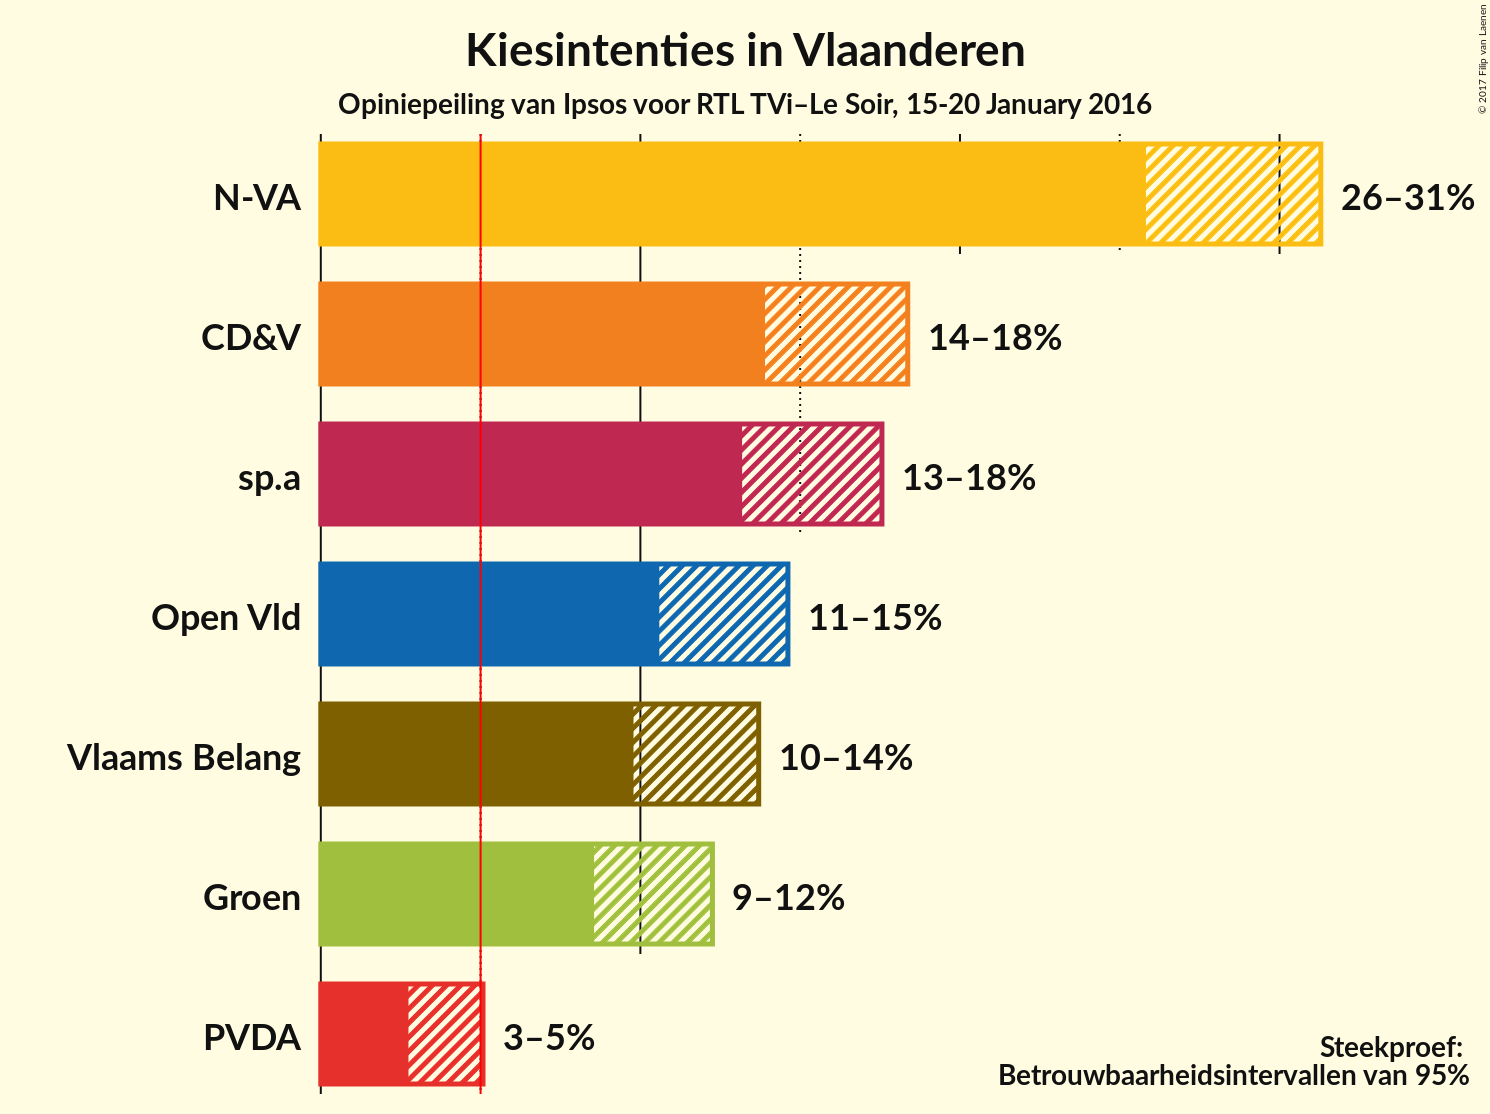 Kiesintenties in Vlaanderen
Opiniepeiling van Ipsos voor RTL TVi–Le Soir, 15-20 January 2016
© 2017 Filip van Laenen
N-VA
26–31%
CD&V
14–18%
sp.a
13–18%
Open Vld
11–15%
Vlaams Belang
10–14%
Groen
9–12%
PVDA
3–5%
Steekproef:
Betrouwbaarheidsintervallen van 95%